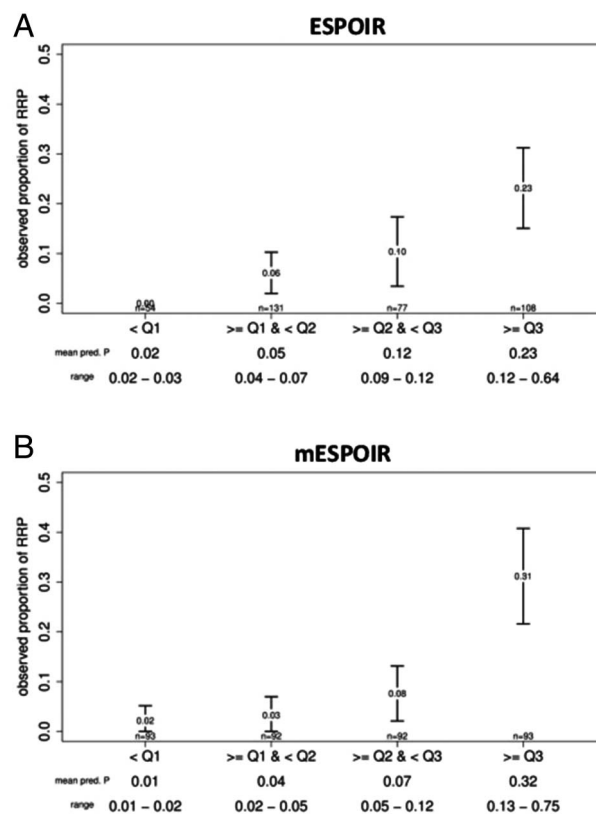 A
ESPOIR
0.5
0.4
0.3
0.2
0.1
0.0
observed proportion of RRP
0.00
0.06
0.10
0.23
n=54
n=131
n=77
n=108
< Q1
>= Q1 & < Q2
>= Q2 & < Q3
>= Q3
mean pred. P 0.02 0.05 0.12 0.23
range 0.02 – 0.03 0.04 – 0.07 0.09 – 0.12 0.12 – 0.64
B
mESPOIR
0.5
0.4
0.3
0.2
0.1
0.0
observed proportion of RRP
0.02
0.03
0.08
0.31
n=93
n=92
n=92
n=93
< Q1
>= Q1 & < Q2
>= Q2 & < Q3
>= Q3
mean pred. P 0.01 0.04 0.07 0.32
range 0.01 – 0.02 0.02 – 0.05 0.05 – 0.12 0.13 – 0.75